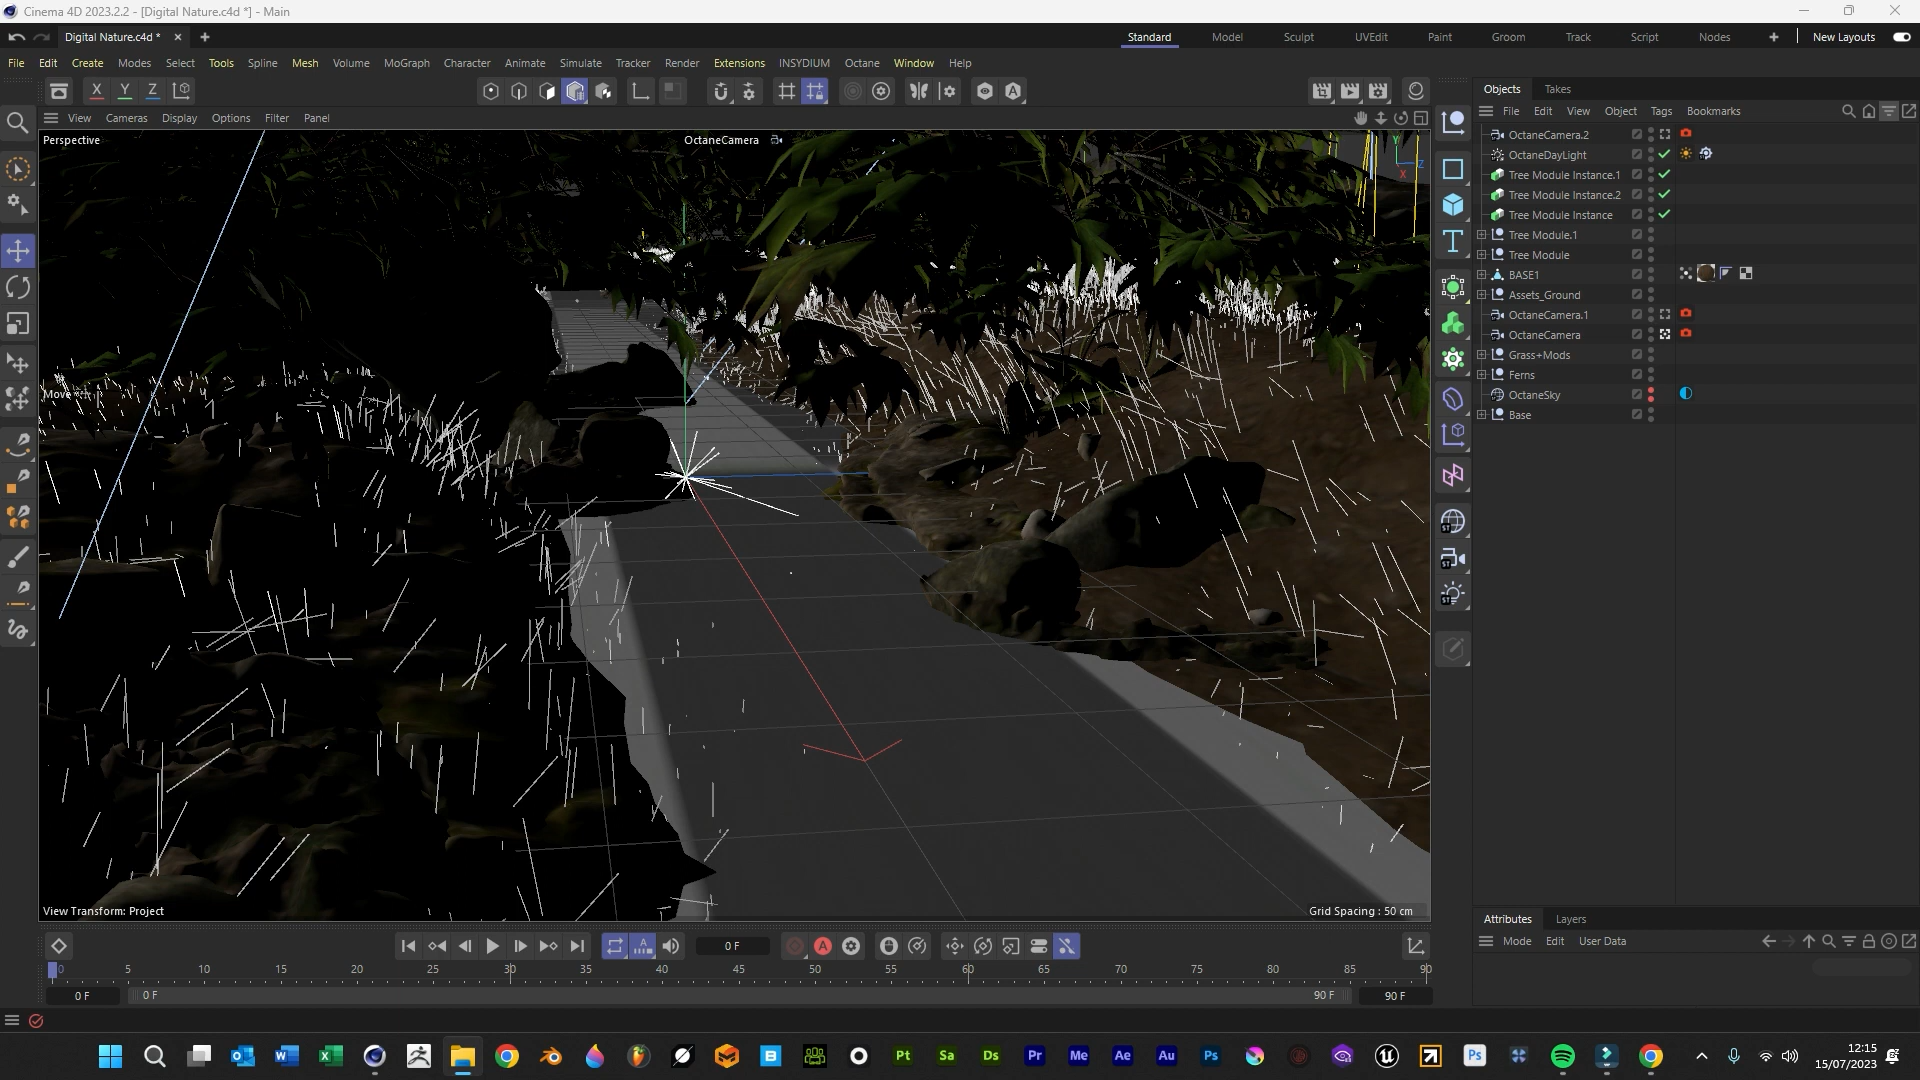 Cinema 4D 2023.2.2 - [Digital Nature.c4d *] - Main
Digital Nature.c4d *
Standard Model Sculpt UVEdit Paint Groom Track Script Nodes New Layouts
File Edit Create Modes Select Tools Spline Mesh Volume MoGraph Character Animate Simulate Tracker Render Extensions INSYDIUM Octane Window Help
X Y Z
Objects Takes
View Cameras Display Options Filter Panel
File Edit View Object Tags Bookmarks
Perspective
OctaneCamera
Y
Z
X
OctaneCamera.2
OctaneDayLight
Tree Module Instance.1
Tree Module Instance.2
Tree Module Instance
Tree Module.1
Tree Module
BASE1
Assets_Ground
OctaneCamera.1
OctaneCamera
Grass+Mods
Ferns
OctaneSky
Base
Move
ST
ST
ST
View Transform: Project
Grid Spacing : 50 cm
Attributes Layers
Mode Edit User Data
0 F
0 5 10 15 20 25 30 35 40 45 50 55 60 65 70 75 80 85 90
0 F 0 F 90 F 90 F
Pt Sa Ds Pr Me Ae Au Ps Ps
12:15
15/07/2023